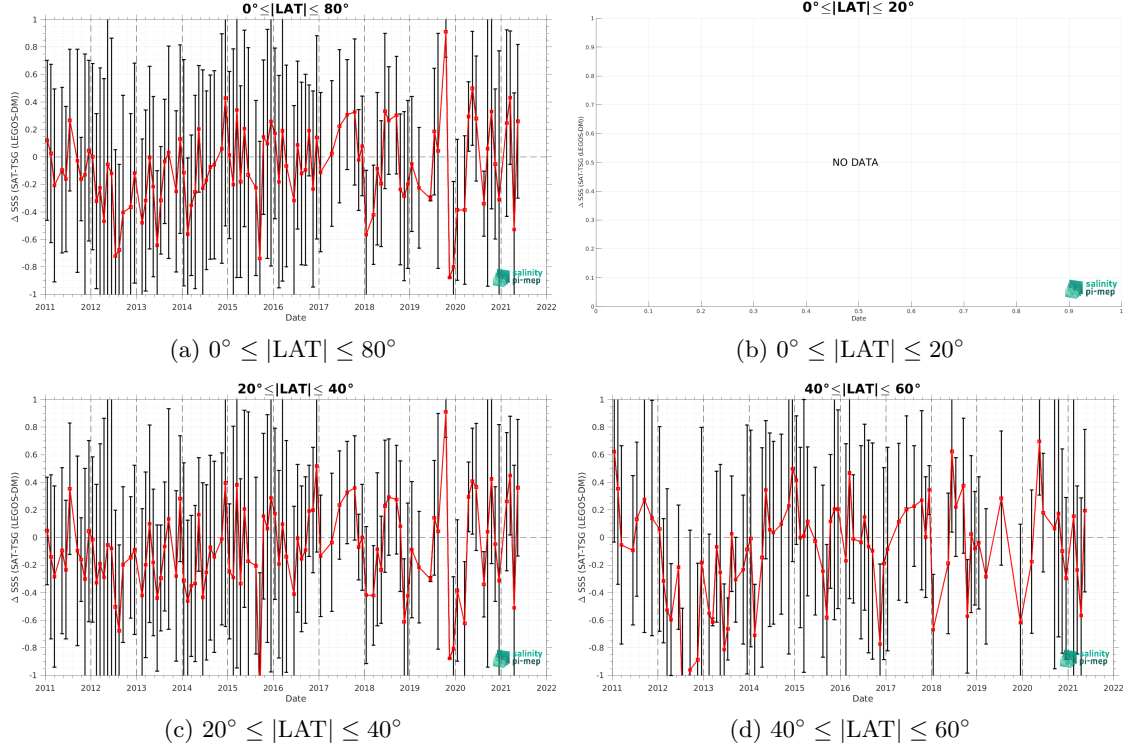 0°≤|LAT|≤ 80°
Δ SSS (SAT-TSG (LEGOS-DM))
1
0.8
0.6
0.4
0.2
0
-0.2
-0.4
-0.6
-0.8
-1
2011 2012 2013 2014 2015 2016 2017 2018 2019 2020 2021 2022
Date
salinity
pi-mep
(a) 0° ≤ |LAT| ≤ 80°
0°≤|LAT|≤ 20°
Δ SSS (SAT-TSG (LEGOS-DM))
1
0.9
0.8
0.7
0.6
0.5
0.4
0.3
0.2
0.1
0
NO DATA
0 0.1 0.2 0.3 0.4 0.5 0.6 0.7 0.8 0.9 1
Date
salinity
pi-mep
(b) 0° ≤ |LAT| ≤ 20°
20°≤|LAT|≤ 40°
Δ SSS (SAT-TSG (LEGOS-DM))
1
0.8
0.6
0.4
0.2
0
-0.2
-0.4
-0.6
-0.8
-1
2011 2012 2013 2014 2015 2016 2017 2018 2019 2020 2021 2022
Date
salinity
pi-mep
(c) 20° ≤ |LAT| ≤ 40°
40°≤|LAT|≤ 60°
Δ SSS (SAT-TSG (LEGOS-DM))
1
0.8
0.6
0.4
0.2
0
-0.2
-0.4
-0.6
-0.8
-1
2011 2012 2013 2014 2015 2016 2017 2018 2019 2020 2021 2022
Date
salinity
pi-mep
(d) 40° ≤ |LAT| ≤ 60°